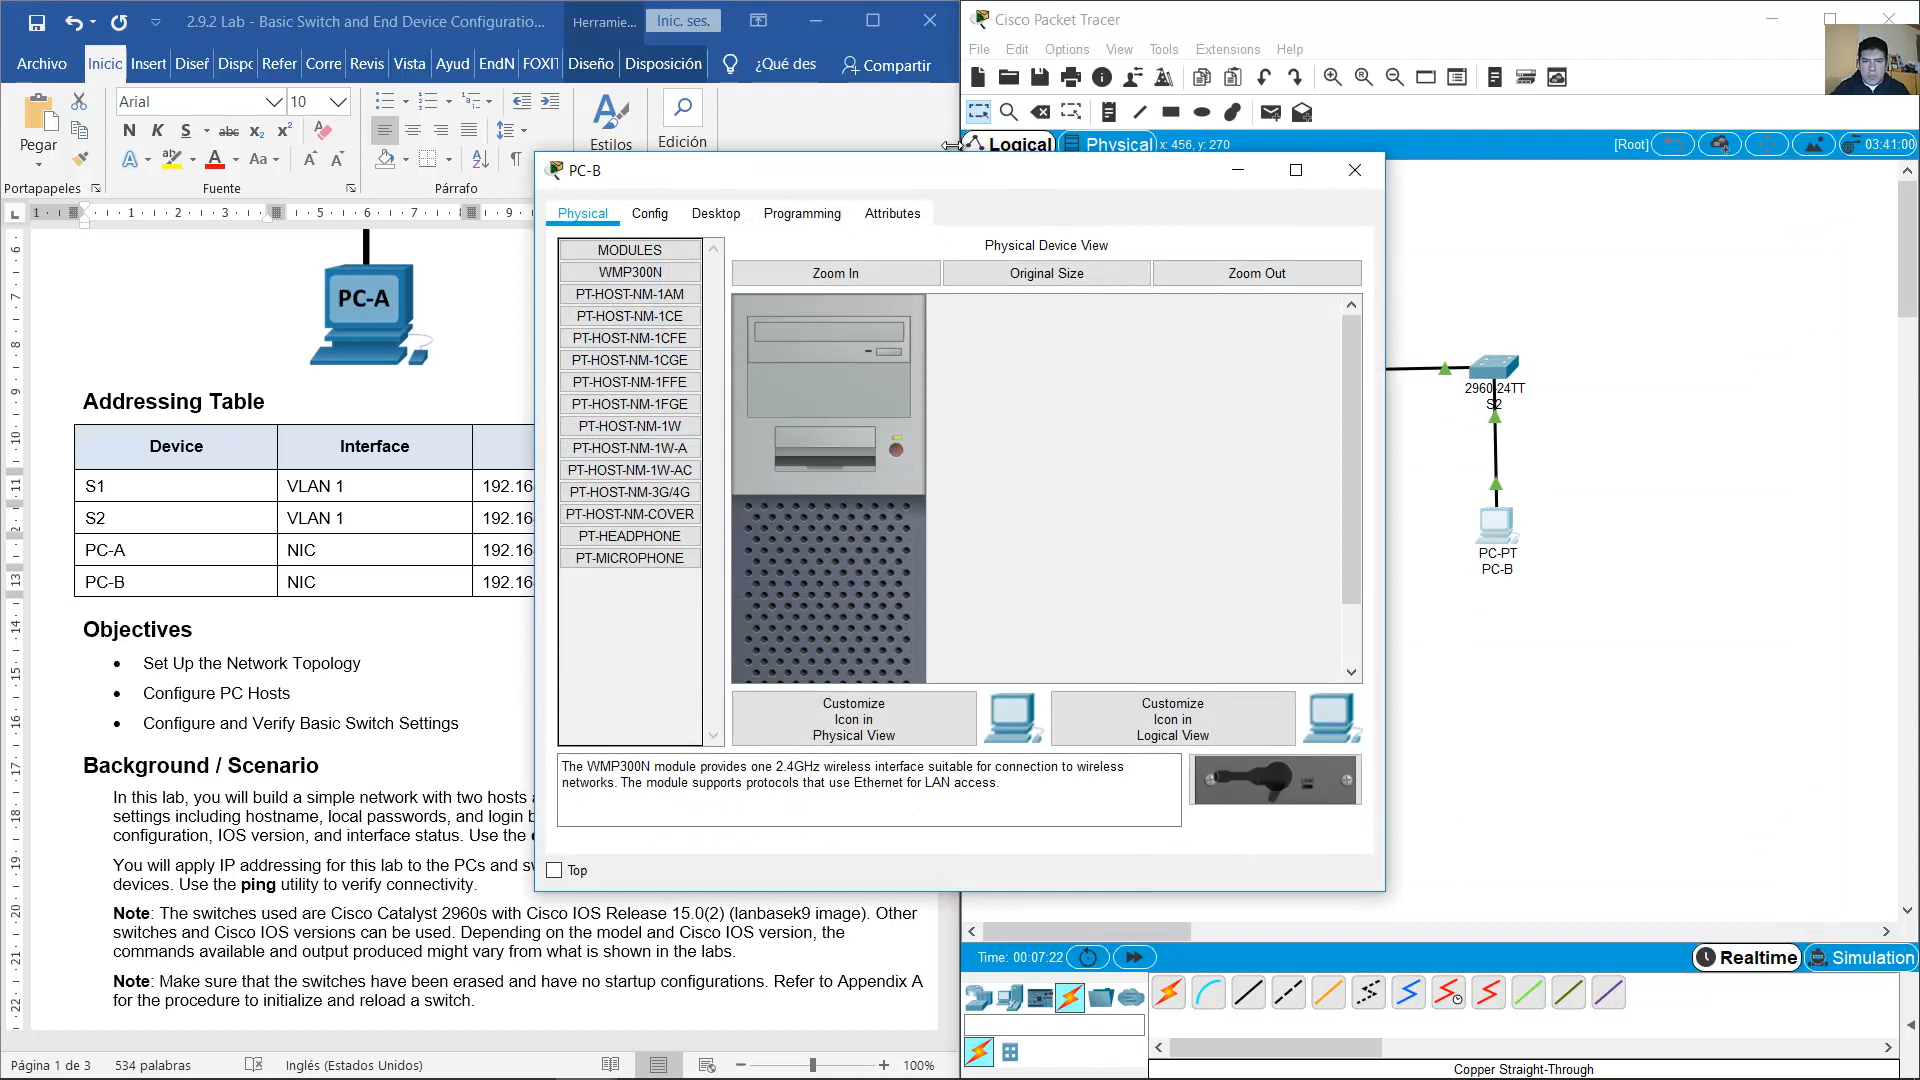 2.9.2 Lab - Basic Switch and End Device Configuratio...
Herramie...
Inic. ses.
Archivo
Inicio
Insert
Diseñ
Dispo
Refer
Corre
Revis
Vista
Ayud
EndN
FOXIT
Diseño
Disposición
¿Qué des
Compartir
Pegar
Arial
10
N K S abc x₂ x²
Aa
Estilos
Edición
Portapapeles
Fuente
Párrafo
PC-A
Addressing Table
Device Interface
S1 VLAN 1 192.16
S2 VLAN 1 192.16
PC-A NIC 192.16
PC-B NIC 192.16
Objectives
• Set Up the Network Topology
• Configure PC Hosts
• Configure and Verify Basic Switch Settings
Background / Scenario
In this lab, you will build a simple network with two hosts
settings including hostname, local passwords, and login b
configuration, IOS version, and interface status. Use the
You will apply IP addressing for this lab to the PCs and sw
devices. Use the ping utility to verify connectivity.
Note: The switches used are Cisco Catalyst 2960s with Cisco IOS Release 15.0(2) (lanbasek9 image). Other
switches and Cisco IOS versions can be used. Depending on the model and Cisco IOS version, the
commands available and output produced might vary from what is shown in the labs.
Note: Make sure that the switches have been erased and have no startup configurations. Refer to Appendix A
for the procedure to initialize and reload a switch.
Página 1 de 3
534 palabras
Inglés (Estados Unidos)
100%
Cisco Packet Tracer
File Edit Options View Tools Extensions Help
Logical
Physical
x: 456, y: 270
[Root]
03:41:00
PC-B
Physical
Config
Desktop
Programming
Attributes
MODULES
WMP300N
PT-HOST-NM-1AM
PT-HOST-NM-1CE
PT-HOST-NM-1CFE
PT-HOST-NM-1CGE
PT-HOST-NM-1FFE
PT-HOST-NM-1FGE
PT-HOST-NM-1W
PT-HOST-NM-1W-A
PT-HOST-NM-1W-AC
PT-HOST-NM-3G/4G
PT-HOST-NM-COVER
PT-HEADPHONE
PT-MICROPHONE
Physical Device View
Zoom In
Original Size
Zoom Out
Customize
Icon in
Physical View
Customize
Icon in
Logical View
The WMP300N module provides one 2.4GHz wireless interface suitable for connection to wireless
networks. The module supports protocols that use Ethernet for LAN access.
Top
2960-24TT
S2
PC-PT
PC-B
Time: 00:07:22
Realtime
Simulation
Copper Straight-Through